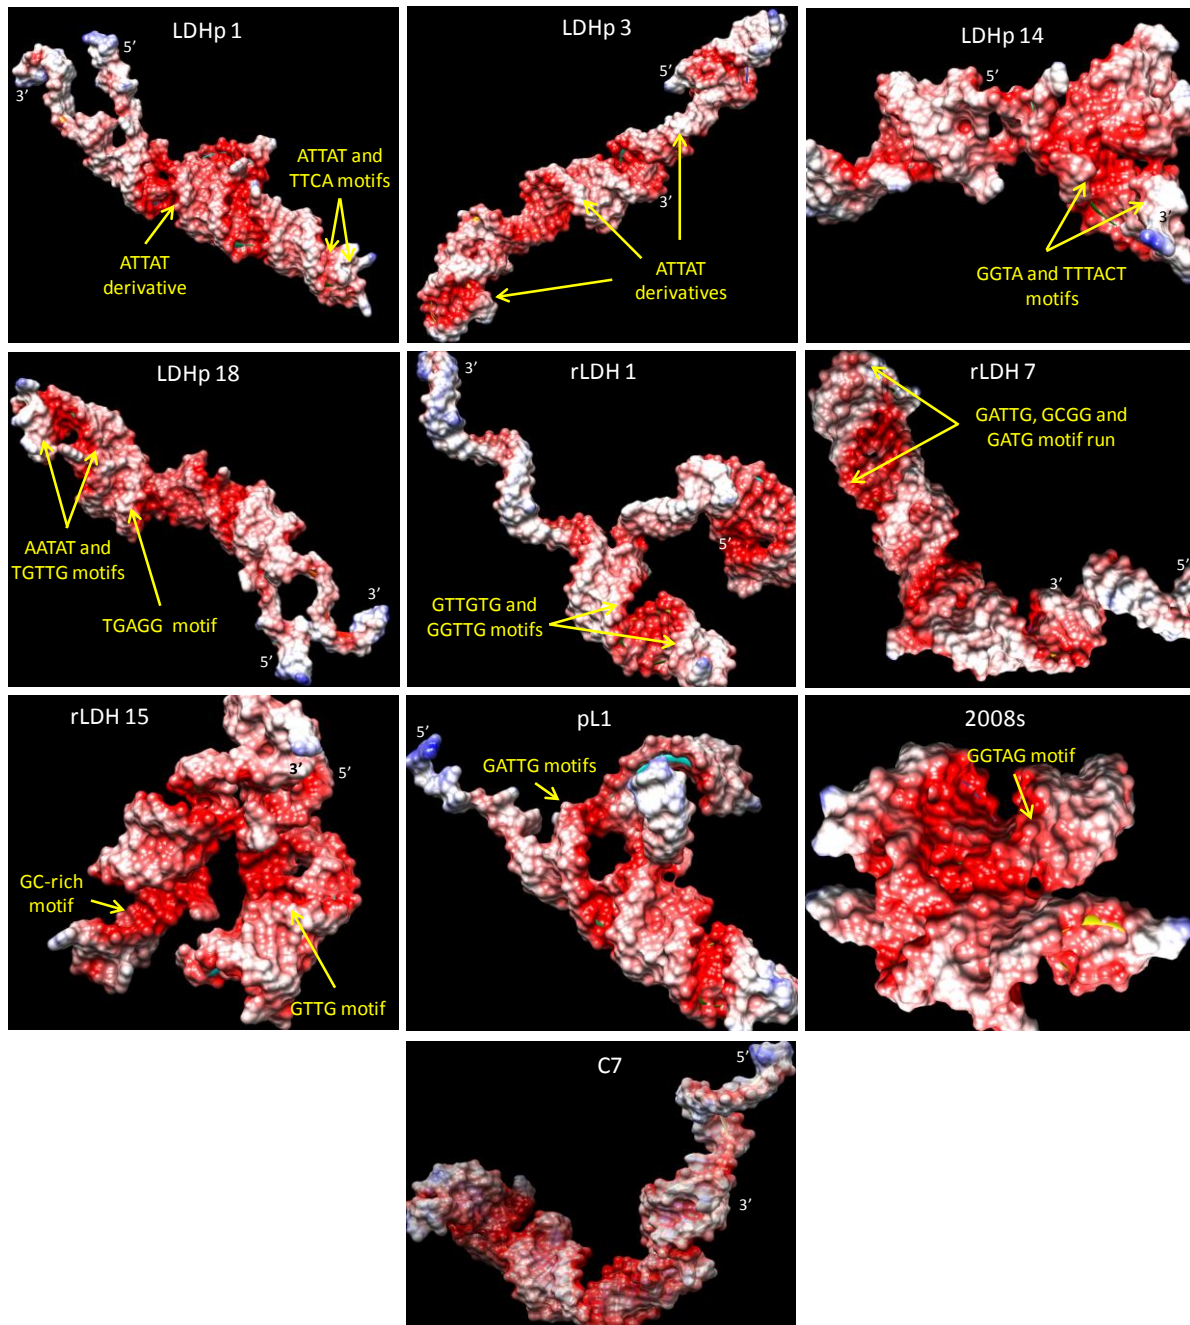 LDHp 1
5’
3’
ATTAT and
TTCA motifs
ATTAT
derivative
LDHp 3
5’
3’
ATTAT
derivatives
LDHp 14
5’
3’
GGTA and TTTACT
motifs
LDHp 18
AATAT and
TGTTG motifs
TGAGG motif
3’
5’
rLDH 1
3’
5’
GTTGTG and
GGTTG motifs
rLDH 7
GATTG, GCGG and
GATG motif run
3’
5’
rLDH 15
3’
5’
GC-rich
motif
GTTG motif
pL1
5’
GATTG motifs
2008s
GGTAG motif
C7
5’
3’